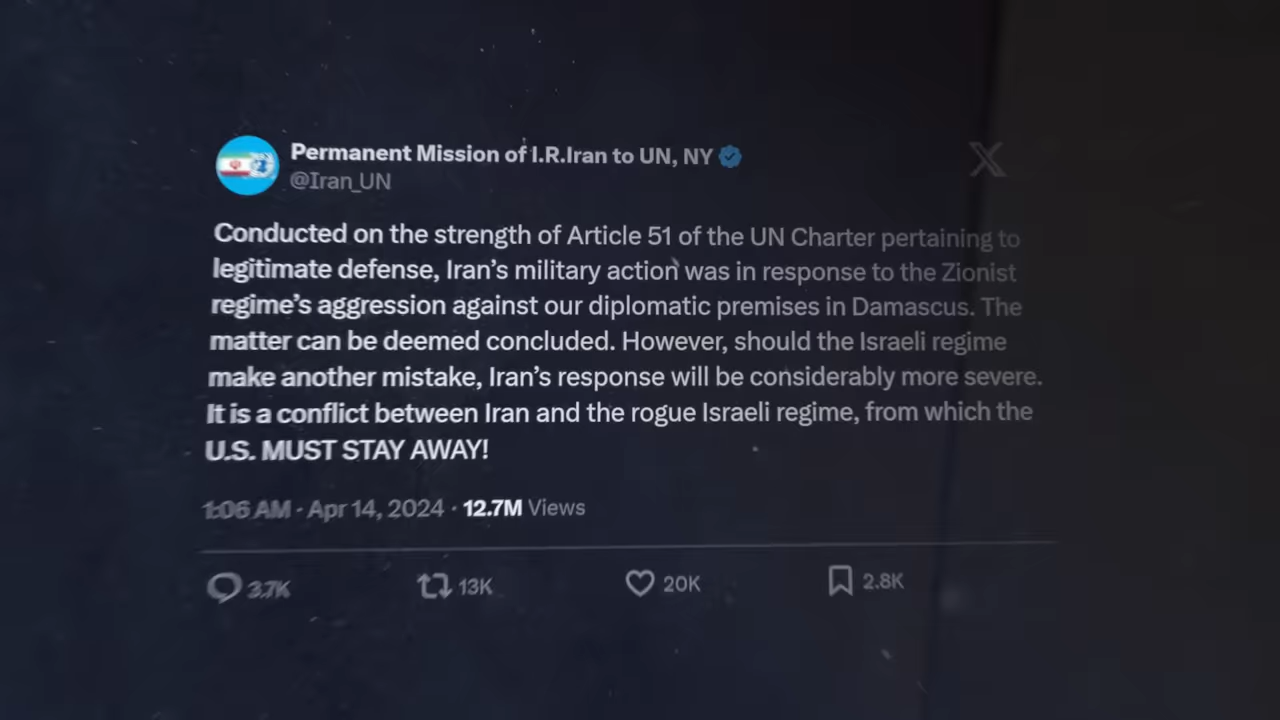 Permanent Mission of I.R.Iran to UN, NY
@Iran_UN
Conducted on the strength of Article 51 of the UN Charter pertaining to
legitimate defense, Iran’s military action was in response to the Zionist
regime’s aggression against our diplomatic premises in Damascus. The
matter can be deemed concluded. However, should the Israeli regime
make another mistake, Iran’s response will be considerably more severe.
It is a conflict between Iran and the rogue Israeli regime, from which the
U.S. MUST STAY AWAY!
1:06 AM · Apr 14, 2024 · 12.7M Views
3.7K 13K 20K 2.8K